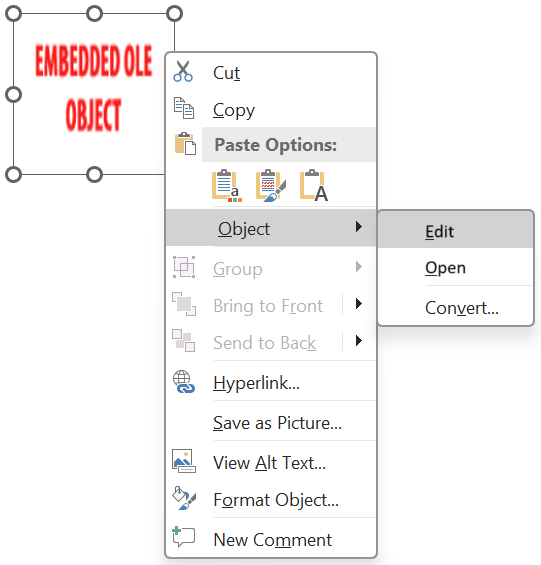 EMBEDDED OLE
OBJECT
Cut
Copy
Paste Options:
a
A
Object
Edit
Open
Convert...
Group
Bring to Front
Send to Back
Hyperlink...
Save as Picture...
View Alt Text...
Format Object...
New Comment